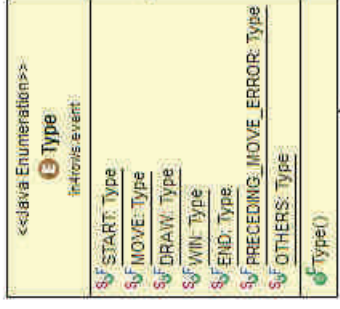 <<Java Enumeration>>
E Type
in4rows.event
S F START: Type
S F MOVE: Type
S F DRAW: Type
S F WIN: Type
S F END: Type
S F PRECEDING_MOVE_ERROR: Type
S F OTHERS: Type
Type()